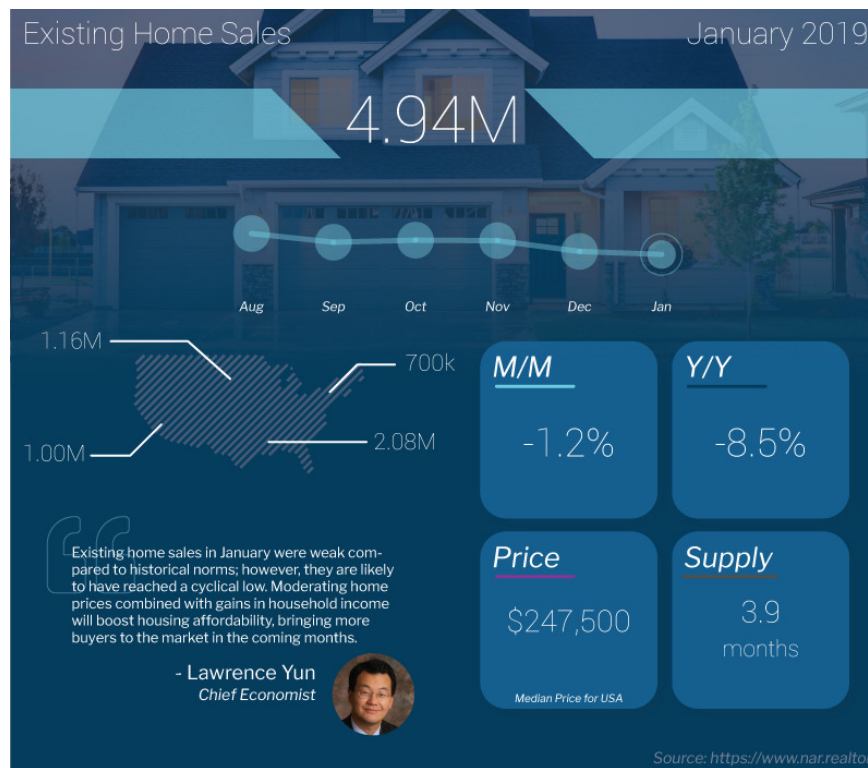 Existing Home Sales
January 2019
4.94M
Aug Sep Oct Nov Dec Jan
1.16M
700k
1.00M
2.08M
M/M
-1.2%
Y/Y
-8.5%
Existing home sales in January were weak com-
pared to historical norms; however, they are likely
to have reached a cyclical low. Moderating home
prices combined with gains in household income
will boost housing affordability, bringing more
buyers to the market in the coming months.
- Lawrence Yun
Chief Economist
Price
$247,500
Median Price for USA
Supply
3.9
months
Source: https://www.nar.realtor